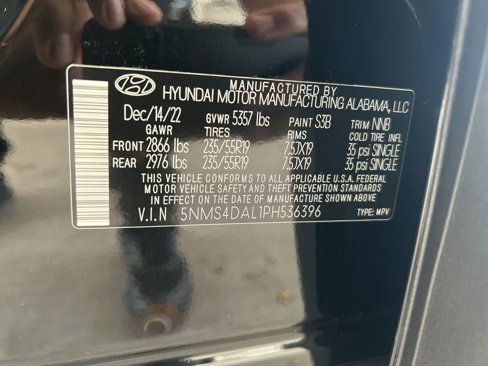 MANUFACTURED BY
HYUNDAI MOTOR MANUFACTURING ALABAMA, LLC
Dec/14/22 GVWR 5357 lbs PAINT S3B TRIM NNB
GAWR TIRES RIMS COLD TIRE INFL
FRONT 2866 lbs 235/55R19 7.5JX19 35 psi SINGLE
REAR 2976 lbs 235/55R19 7.5JX19 35 psi SINGLE
THIS VEHICLE CONFORMS TO ALL APPLICABLE U.S.A. FEDERAL
MOTOR VEHICLE SAFETY AND THEFT PREVENTION STANDARDS
IN EFFECT ON THE DATE OF MANUFACTURE SHOWN ABOVE
V.I.N 5NMS4DAL1PH536396 TYPE: MPV